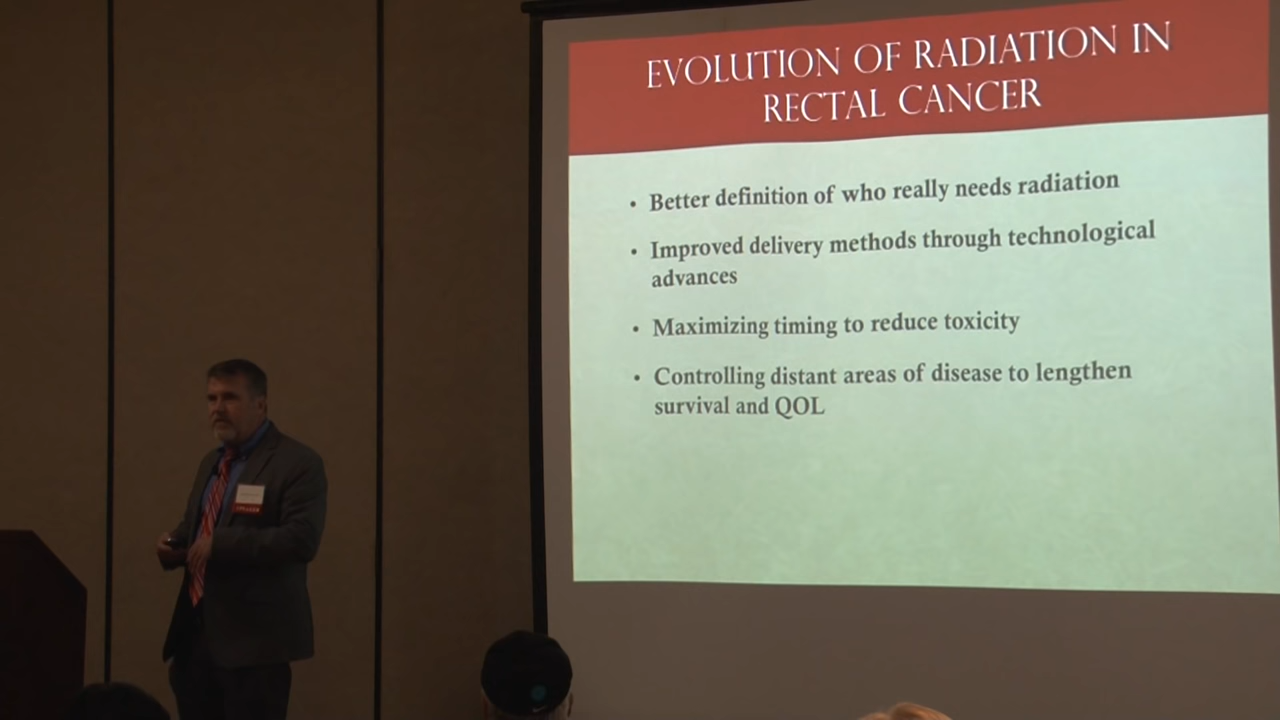 EVOLUTION OF RADIATION IN
RECTAL CANCER
• Better definition of who really needs radiation
• Improved delivery methods through technological
advances
• Maximizing timing to reduce toxicity
• Controlling distant areas of disease to lengthen
survival and QOL